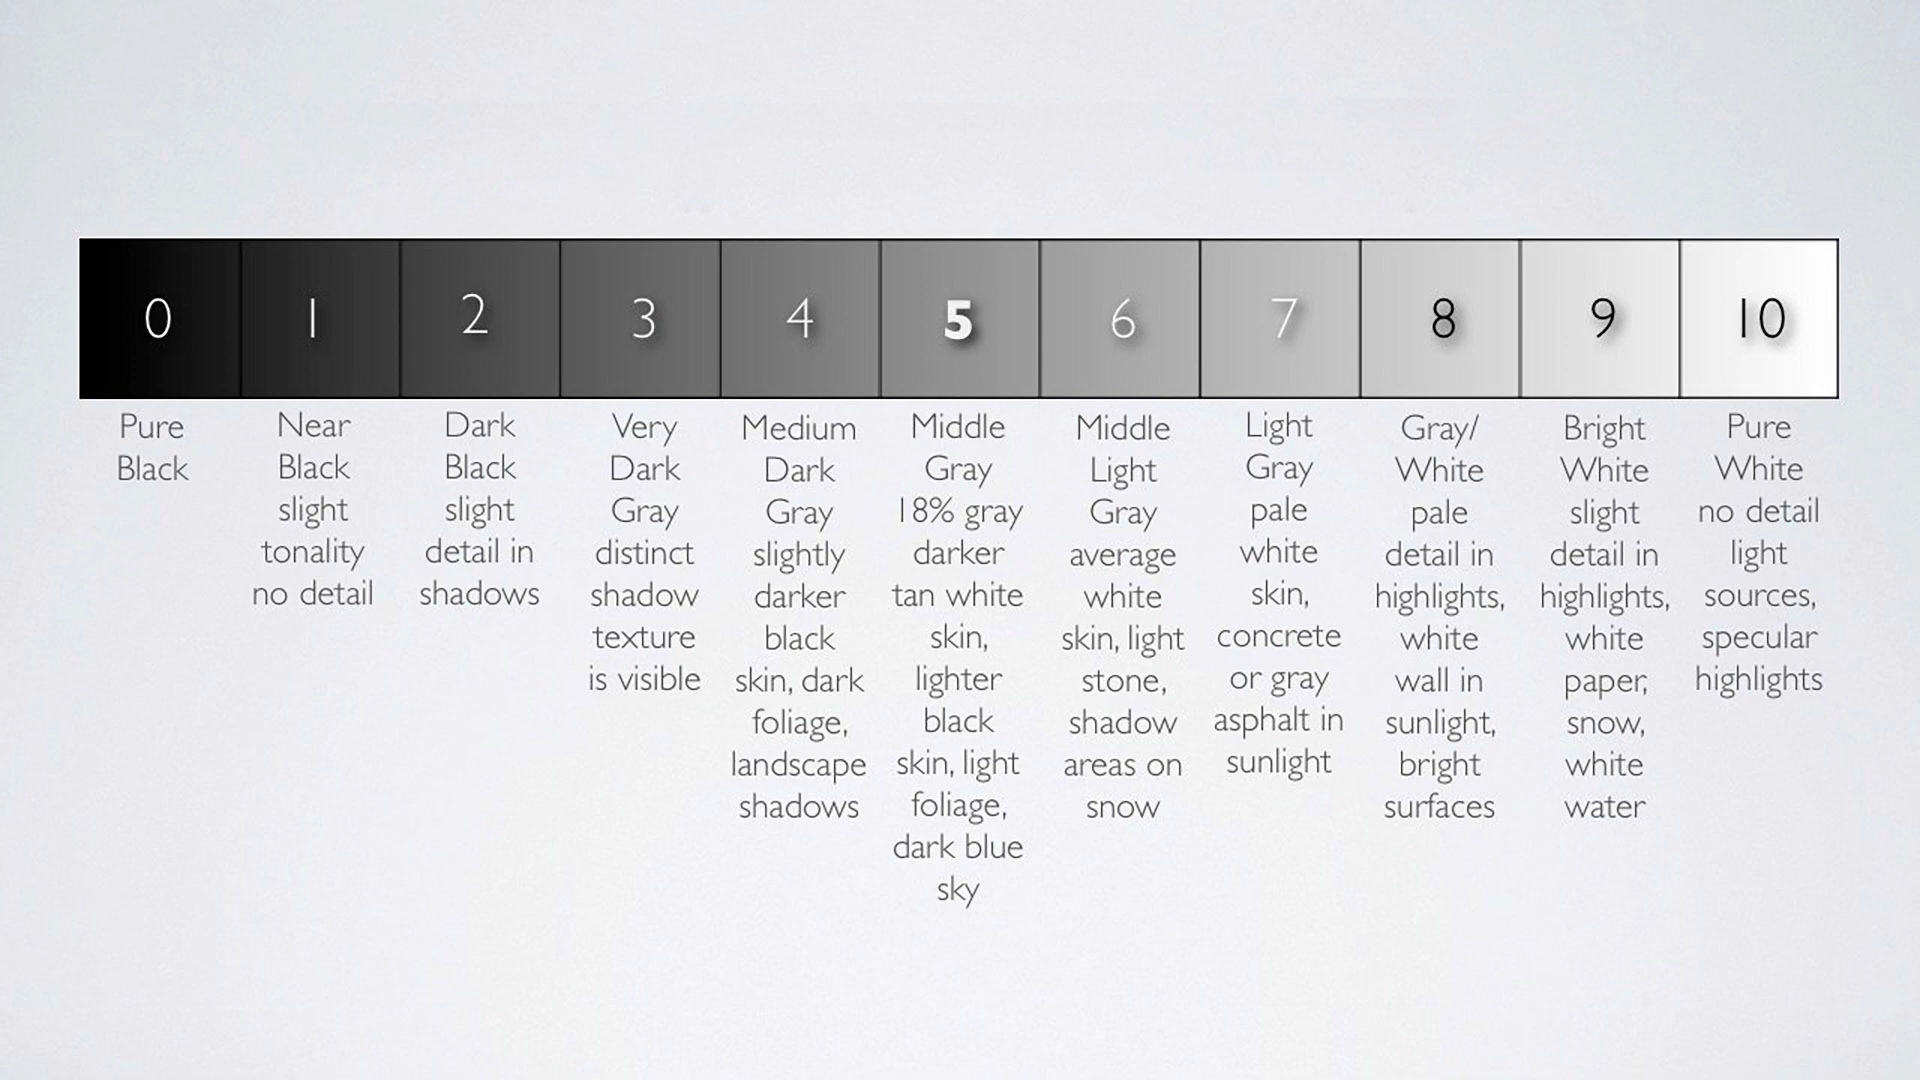 0 1 2 3 4 5 6 7 8 9 10
Pure
Black
Near
Black
slight
tonality
no detail
Dark
Black
slight
detail in
shadows
Very
Dark
Gray
distinct
shadow
texture
is visible
Medium
Dark
Gray
slightly
darker
black
skin, dark
foliage,
landscape
shadows
Middle
Gray
18% gray
darker
tan white
skin,
lighter
black
skin, light
foliage,
dark blue
sky
Middle
Light
Gray
average
white
skin, light
stone,
shadow
areas on
snow
Light
Gray
pale
white
skin,
concrete
or gray
asphalt in
sunlight
Gray/
White
pale
detail in
highlights,
white
wall in
sunlight,
bright
surfaces
Bright
White
slight
detail in
highlights,
white
paper,
snow,
white
water
Pure
White
no detail
light
sources,
specular
highlights